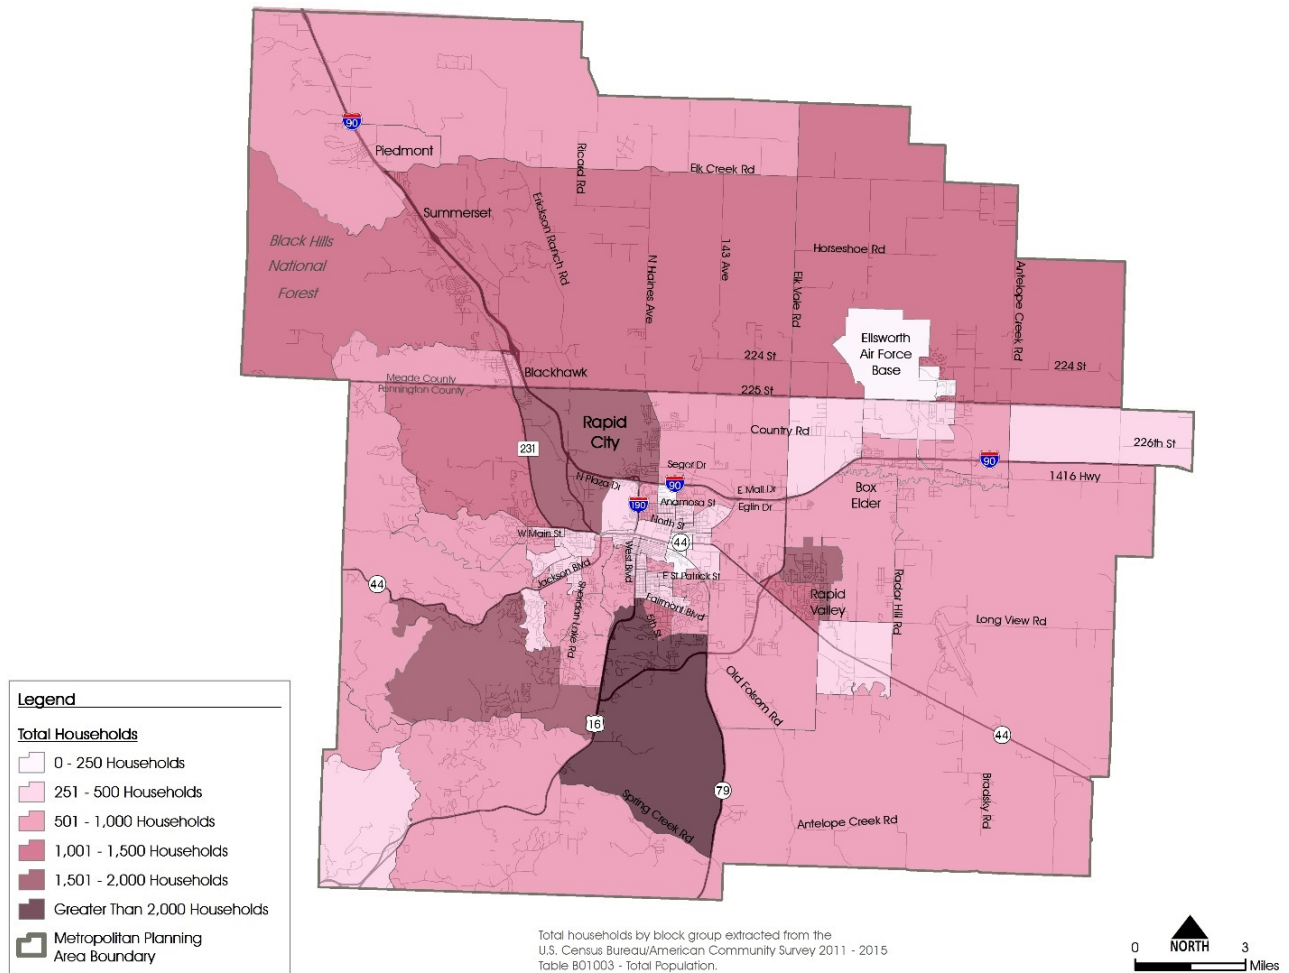 90
Piedmont
Ricard Rd
Elk Creek Rd
Summerset
Erickson Ranch Rd
Black Hills
National
Forest
N Haines Ave
143 Ave
Elk Vale Rd
Horseshoe Rd
Antelope Creek Rd
Ellsworth
Air Force
Base
224 St
224 St
Blackhawk
Meade County
Pennington County
225 St
Rapid
City
Country Rd
226th St
231
Segar Dr
90
1416 Hwy
N Plaza Dr
90
E Mall Dr
Box
Elder
190
Anamosa St
Eglin Dr
North St
W Main St
44
West Blvd
Jackson Blvd
E St Patrick St
44
Sheridan Lake Rd
Fairmont Blvd
5th St
Rapid
Valley
Radar Hill Rd
Long View Rd
Old Folsom Rd
16
44
79
Spring Creek Rd
Bradsky Rd
Antelope Creek Rd
Legend
Total Households
0 - 250 Households
251 - 500 Households
501 - 1,000 Households
1,001 - 1,500 Households
1,501 - 2,000 Households
Greater Than 2,000 Households
Metropolitan Planning
Area Boundary
Total households by block group extracted from the
U.S. Census Bureau/American Community Survey 2011 - 2015
Table B01003 - Total Population.
0
NORTH
3
Miles